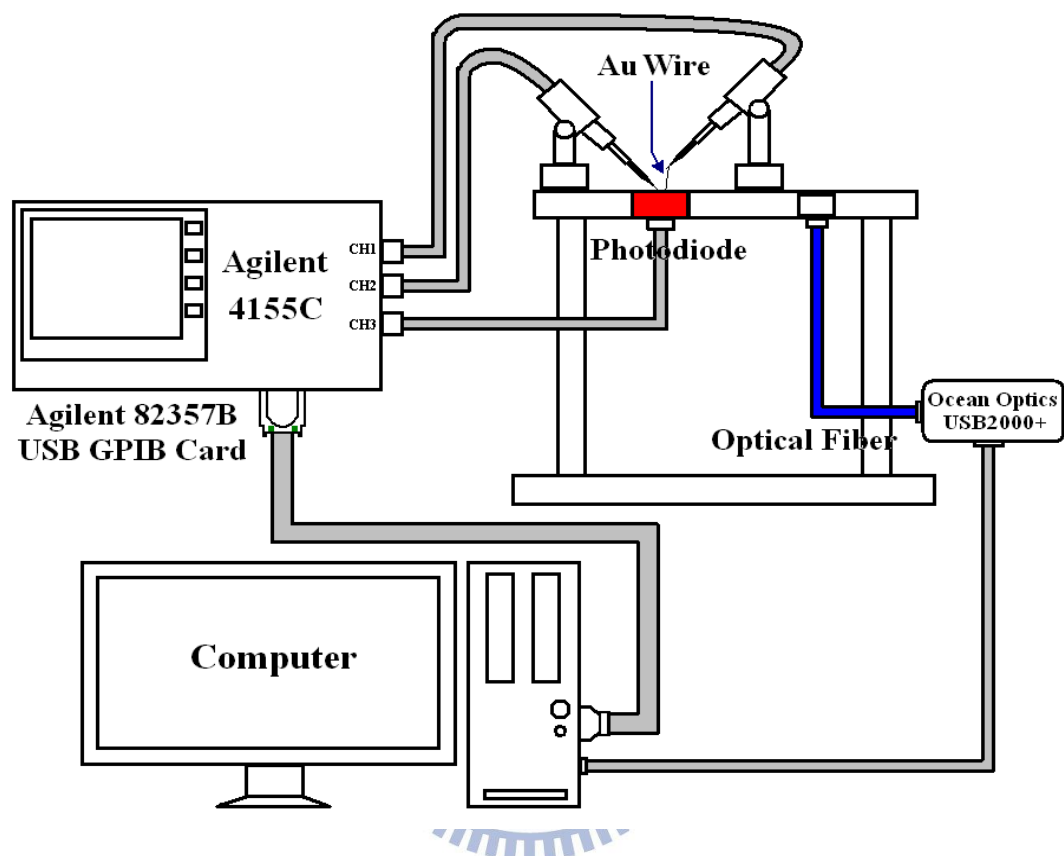 Au Wire
Agilent
4155C
CH1
CH2
CH3
Photodiode
Agilent 82357B
USB GPIB Card
Ocean Optics
USB2000+
Optical Fiber
Computer